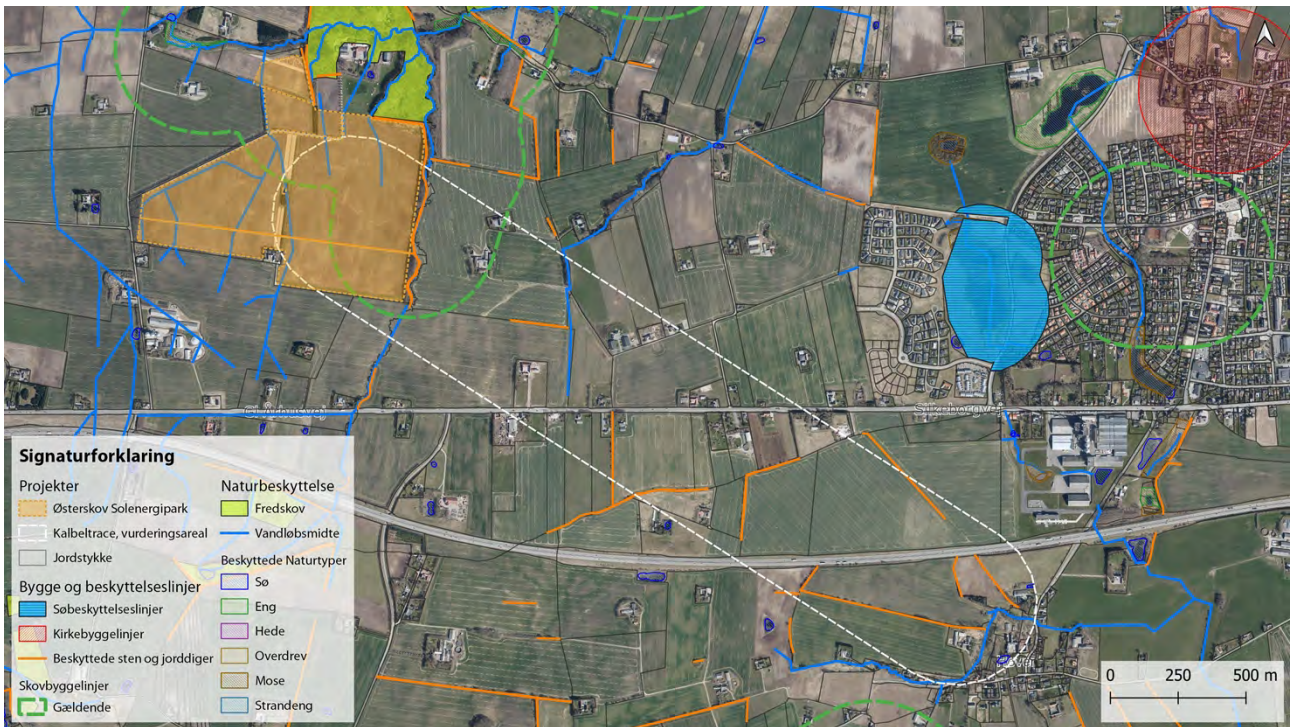 Signaturforklaring
Projekter
Østerskov Solenergipark
Kalbeltrace, vurderingsareal
Jordstykke
Bygge og beskyttelseslinjer
Søbeskyttelseslinjer
Kirkebyggelinjer
Beskyttede sten og jorddiger
Skovbyggelinjer
Gældende
Naturbeskyttelse
Fredskov
Vandløbsmidte
Beskyttede Naturtyper
Sø
Eng
Hede
Overdrev
Mose
Strandeng
Silkeborgvej
0 250 500 m